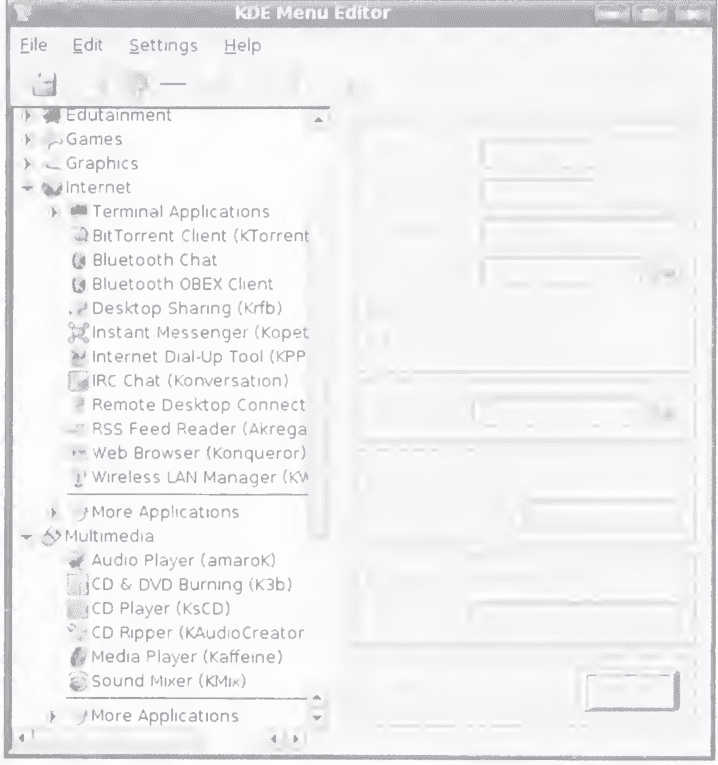 KDE Menu Editor
File Edit Settings Help
Edutainment
Games
Graphics
Internet
Terminal Applications
BitTorrent Client (KTorrent
Bluetooth Chat
Bluetooth OBEX Client
Desktop Sharing (Krfb)
Instant Messenger (Kopet
Internet Dial-Up Tool (KPP
IRC Chat (Konversation)
Remote Desktop Connect
RSS Feed Reader (Akrega
Web Browser (Konqueror)
Wireless LAN Manager (KW
More Applications
Multimedia
Audio Player (amaroK)
CD & DVD Burning (K3b)
CD Player (KsCD)
CD Ripper (KAudioCreator
Media Player (Kaffeine)
Sound Mixer (KMix)
More Applications